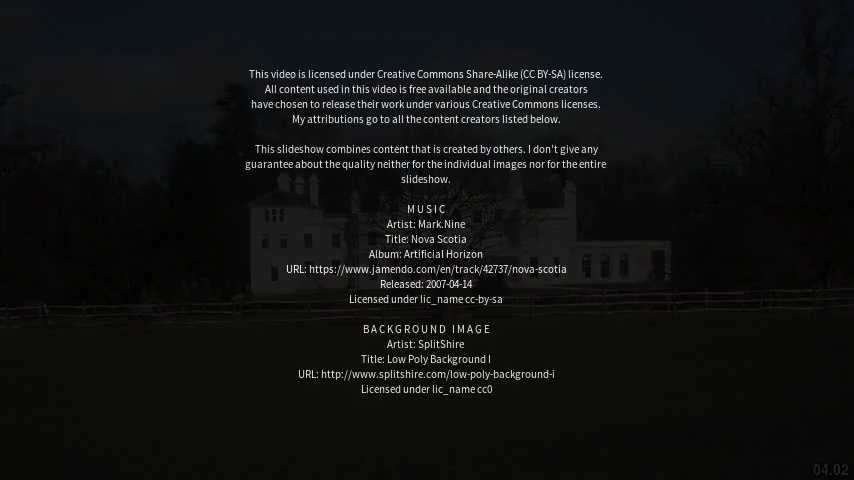 This video is licensed under Creative Commons Share-Alike (CC BY-SA) license.
All content used in this video is free available and the original creators
have chosen to release their work under various Creative Commons licenses.
My attributions go to all the content creators listed below.
This slideshow combines content that is created by others. I don't give any
guarantee about the quality neither for the individual images nor for the entire
slideshow.
MUSIC
Artist: Mark.Nine
Title: Nova Scotia
Album: Artificial Horizon
URL: https://www.jamendo.com/en/track/42737/nova-scotia
Released: 2007-04-14
Licensed under lic_name cc-by-sa
BACKGROUND IMAGE
Artist: SplitShire
Title: Low Poly Background I
URL: http://www.splitshire.com/low-poly-background-i
Licensed under lic_name cc0
04.02